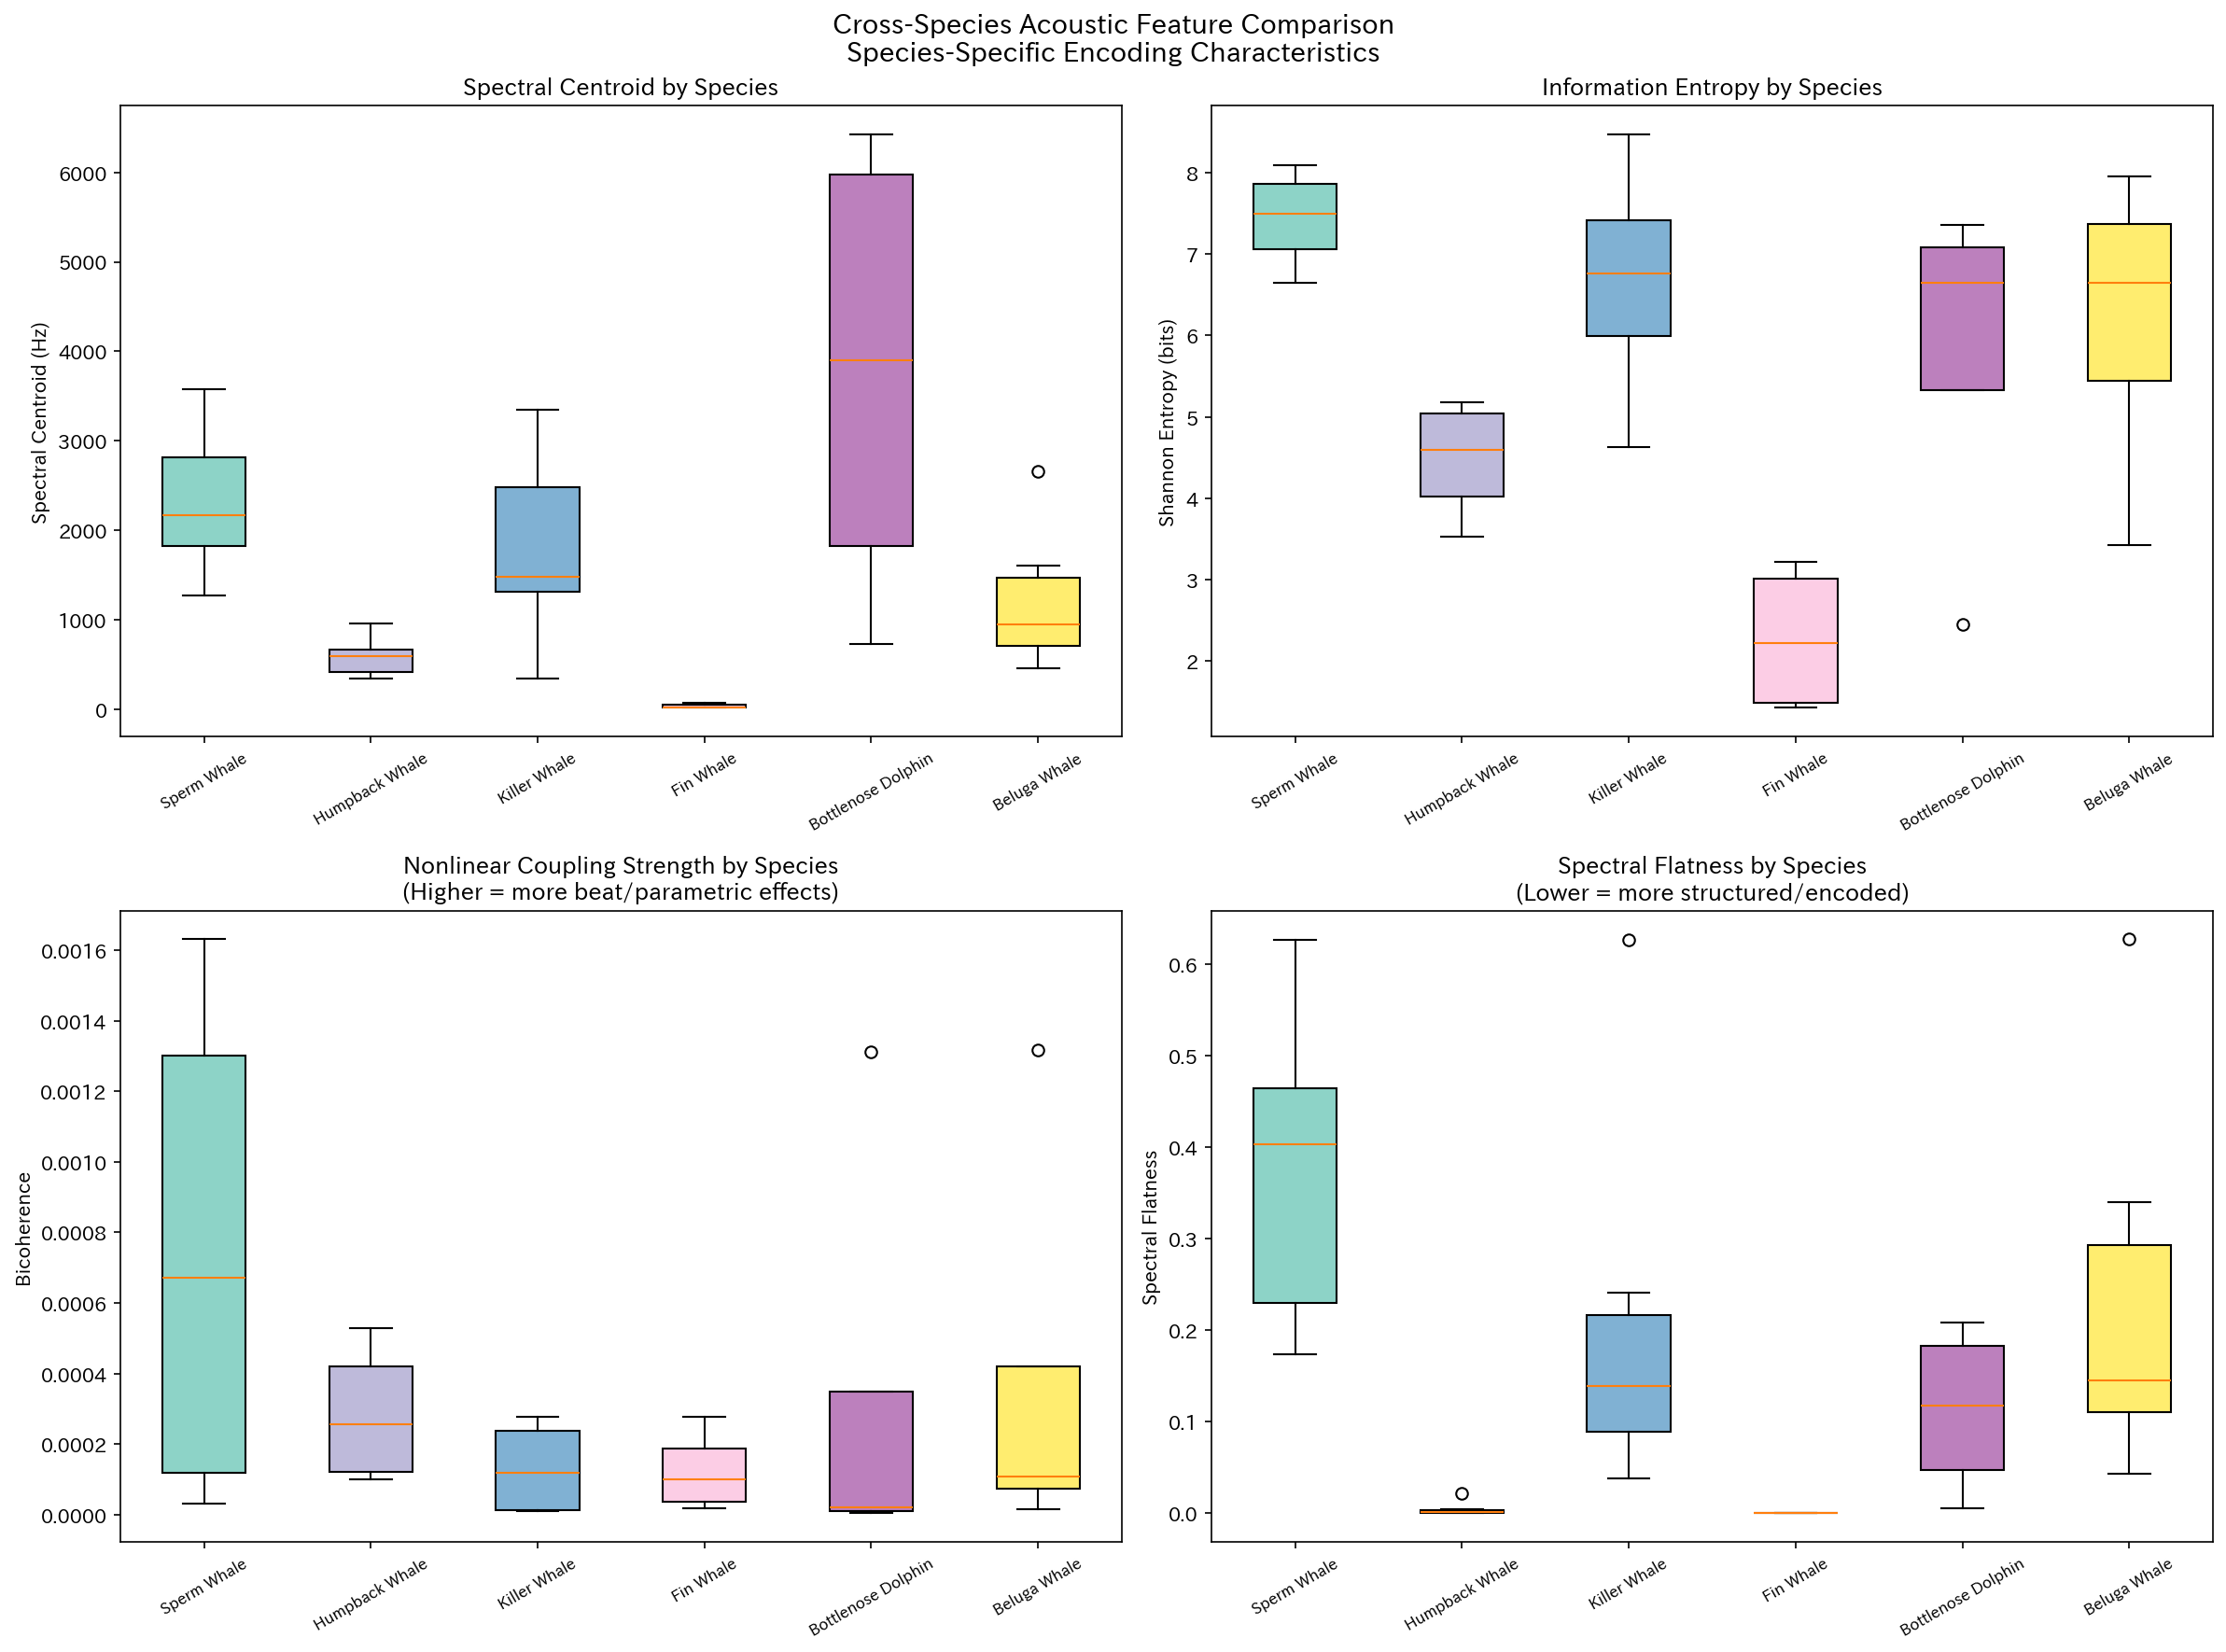 Cross-Species Acoustic Feature Comparison
Species-Specific Encoding Characteristics
Spectral Centroid by Species
Spectral Centroid (Hz)
6000
5000
4000
3000
2000
1000
0
Sperm Whale
Humpback Whale
Killer Whale
Fin Whale
Bottlenose Dolphin
Beluga Whale
Information Entropy by Species
Shannon Entropy (bits)
8
7
6
5
4
3
2
Sperm Whale
Humpback Whale
Killer Whale
Fin Whale
Bottlenose Dolphin
Beluga Whale
Nonlinear Coupling Strength by Species
(Higher = more beat/parametric effects)
Bicoherence
0.0016
0.0014
0.0012
0.0010
0.0008
0.0006
0.0004
0.0002
0.0000
Sperm Whale
Humpback Whale
Killer Whale
Fin Whale
Bottlenose Dolphin
Beluga Whale
Spectral Flatness by Species
(Lower = more structured/encoded)
Spectral Flatness
0.6
0.5
0.4
0.3
0.2
0.1
0.0
Sperm Whale
Humpback Whale
Killer Whale
Fin Whale
Bottlenose Dolphin
Beluga Whale